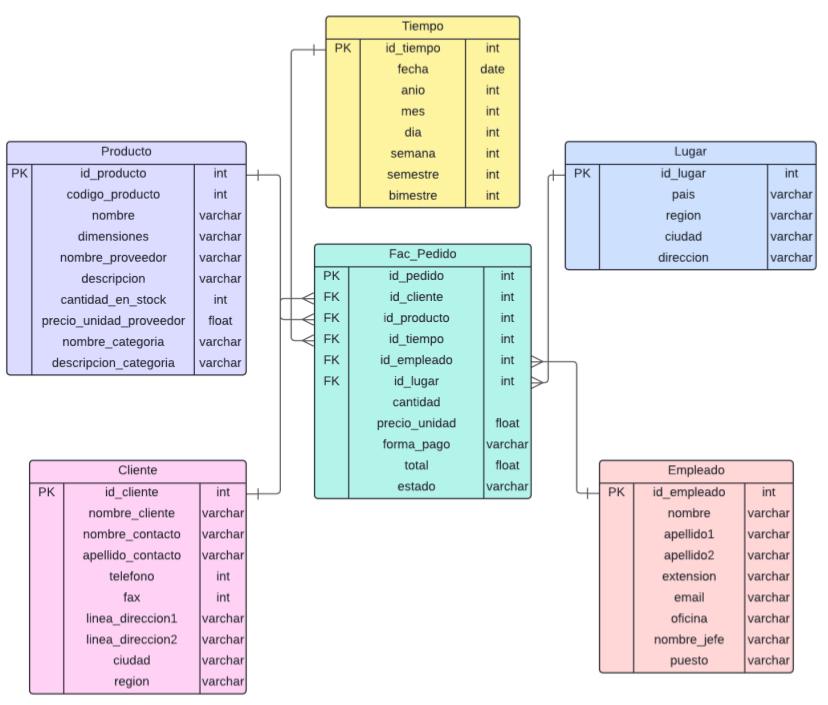 Tiempo
PK id_tiempo int
fecha date
anio int
mes int
dia int
semana int
semestre int
bimestre int
Producto
PK id_producto int
codigo_producto int
nombre varchar
dimensiones varchar
nombre_proveedor varchar
descripcion varchar
cantidad_en_stock int
precio_unidad_proveedor float
nombre_categoria varchar
descripcion_categoria varchar
Lugar
PK id_lugar int
pais varchar
region varchar
ciudad varchar
direccion varchar
Fac_Pedido
PK id_pedido int
FK id_cliente int
FK id_producto int
FK id_tiempo int
FK id_empleado int
FK id_lugar int
cantidad
precio_unidad float
forma_pago varchar
total float
estado varchar
Cliente
PK id_cliente int
nombre_cliente varchar
nombre_contacto varchar
apellido_contacto varchar
telefono int
fax int
linea_direccion1 varchar
linea_direccion2 varchar
ciudad varchar
region varchar
Empleado
PK id_empleado int
nombre varchar
apellido1 varchar
apellido2 varchar
extension varchar
email varchar
oficina varchar
nombre_jefe varchar
puesto varchar